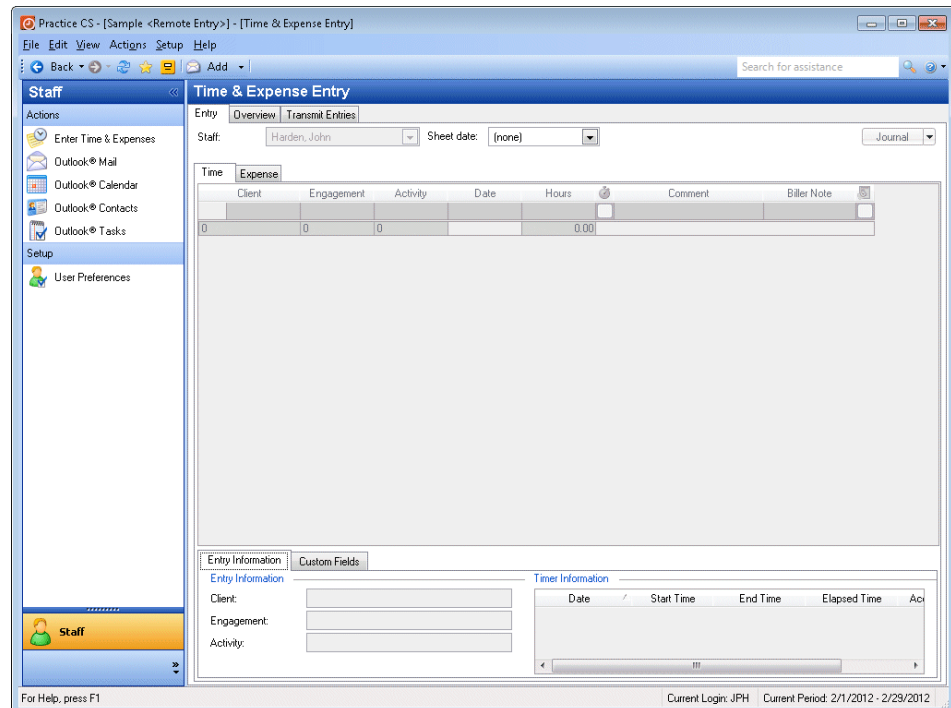 Practice CS - [Sample <Remote Entry>] - [Time & Expense Entry]
File Edit View Actions Setup Help
Back Add Search for assistance
Staff
Time & Expense Entry
Actions
Entry Overview Transmit Entries
Enter Time & Expenses
Staff: Harden, John Sheet date: (none) Journal
Outlook® Mail
Time Expense
Outlook® Calendar
Client Engagement Activity Date Hours Comment Biller Note
Outlook® Contacts
Outlook® Tasks
0 0 0 0.00
Setup
User Preferences
Entry Information Custom Fields
Entry Information Timer Information
Client: Date Start Time End Time Elapsed Time Acc
Engagement:
Staff
Activity:
For Help, press F1 Current Login: JPH Current Period: 2/1/2012 - 2/29/2012